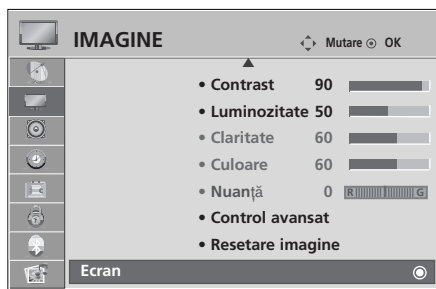 IMAGINE Mutare OK
• Contrast 90
• Luminozitate 50
• Claritate 60
• Culoare 60
• Nuanță 0 R G
• Control avansat
• Resetare imagine
Ecran